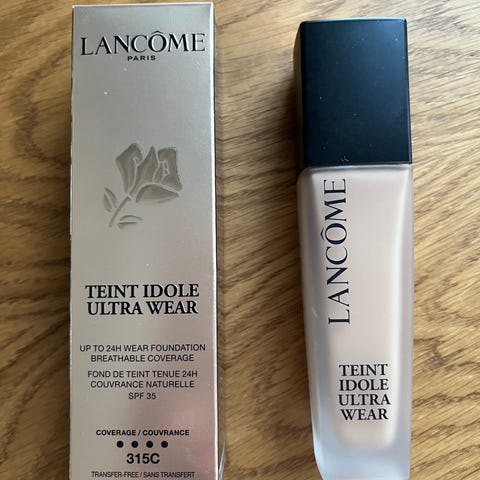 LANCÔME
PARIS
TEINT IDOLE
ULTRA WEAR
UP TO 24H WEAR FOUNDATION
BREATHABLE COVERAGE
FOND DE TEINT TENUE 24H
COUVRANCE NATURELLE
SPF 35
COVERAGE / COUVRANCE
315C
TRANSFER-FREE / SANS TRANSFERT
LANCÔME
TEINT
IDOLE
ULTRA
WEAR